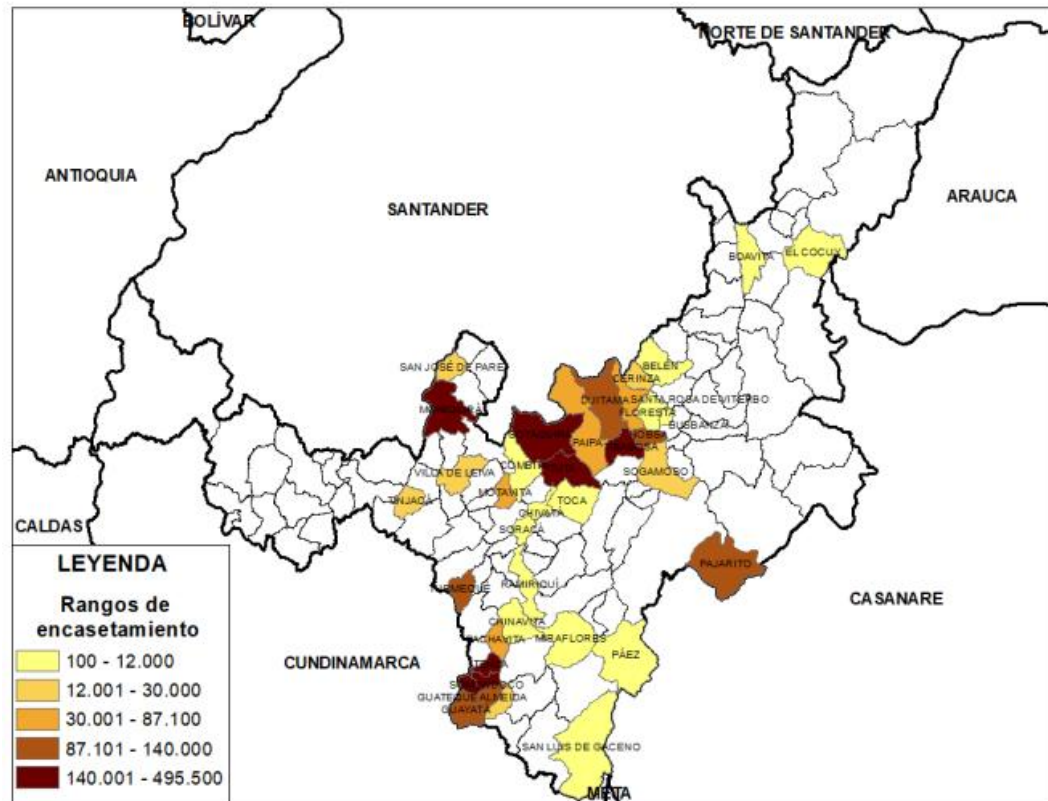 BOLÍVAR
NORTE DE SANTANDER
ANTIOQUIA
SANTANDER
ARAUCA
BOAVITA
EL COCUY
SAN JOSÉ DE PARE
BELÉN
CERINZA
DUITAMA
SANTA ROSA DE VITERBO
FLORESTA
BUSBANZA
PAIPA
COMBITA
VILLA DE LEIVA
SOGAMOSO
MOTAVITA
TINJACÁ
TOCA
CHIVATA
CALDAS
SORACÁ
PAJARITO
RAMIRIQUÍ
CASANARE
CHINAVITA
MIRAFLORES
PACHAVITA
PÁEZ
CUNDINAMARCA
GUATEQUE
ALMEIDA
GUAYATA
SAN LUIS DE GACENO
META
LEYENDA
Rangos de
encasetamiento
100 - 12.000
12.001 - 30.000
30.001 - 87.100
87.101 - 140.000
140.001 - 495.500